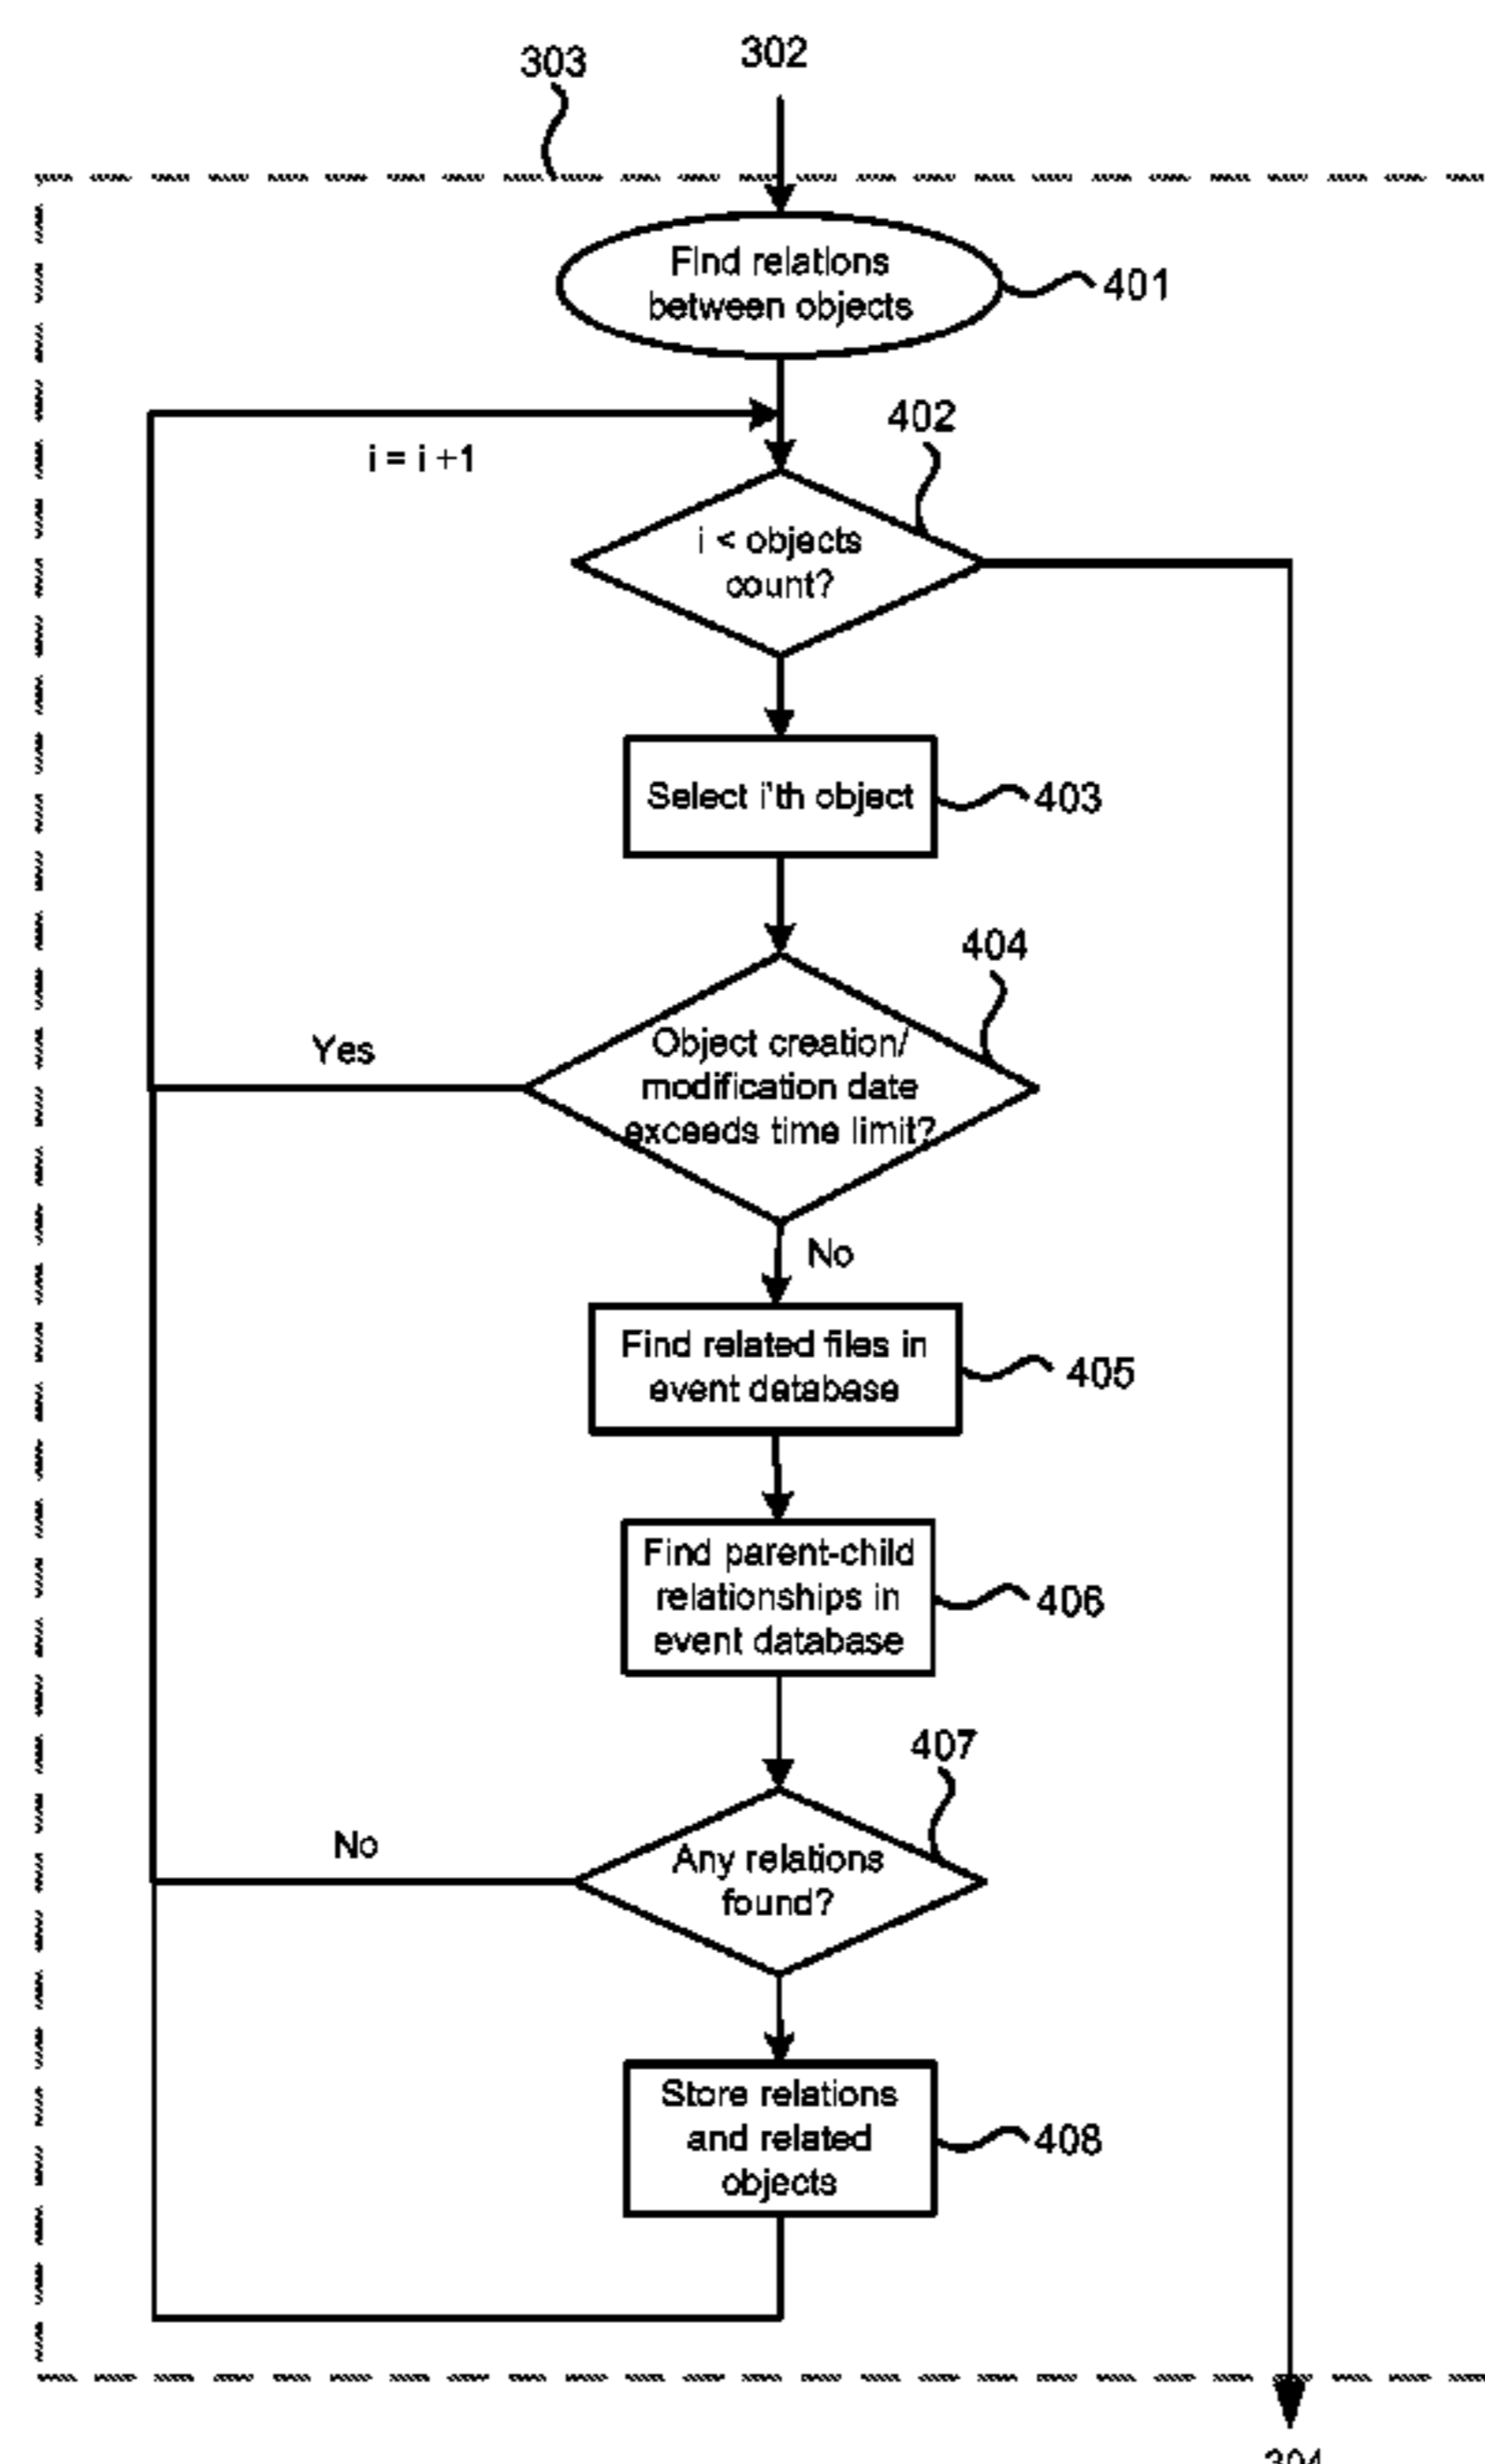 302
303
Find relations
between objects
401
i = i +1
402
i < objects
count?
Select i'th object
403
404
Object creation/
modification date
exceeds time limit?
Yes
No
Find related files in
event database
405
Find parent-child
relationships in
event database
406
407
Any relations
found?
No
Store relations
and related
objects
408
304